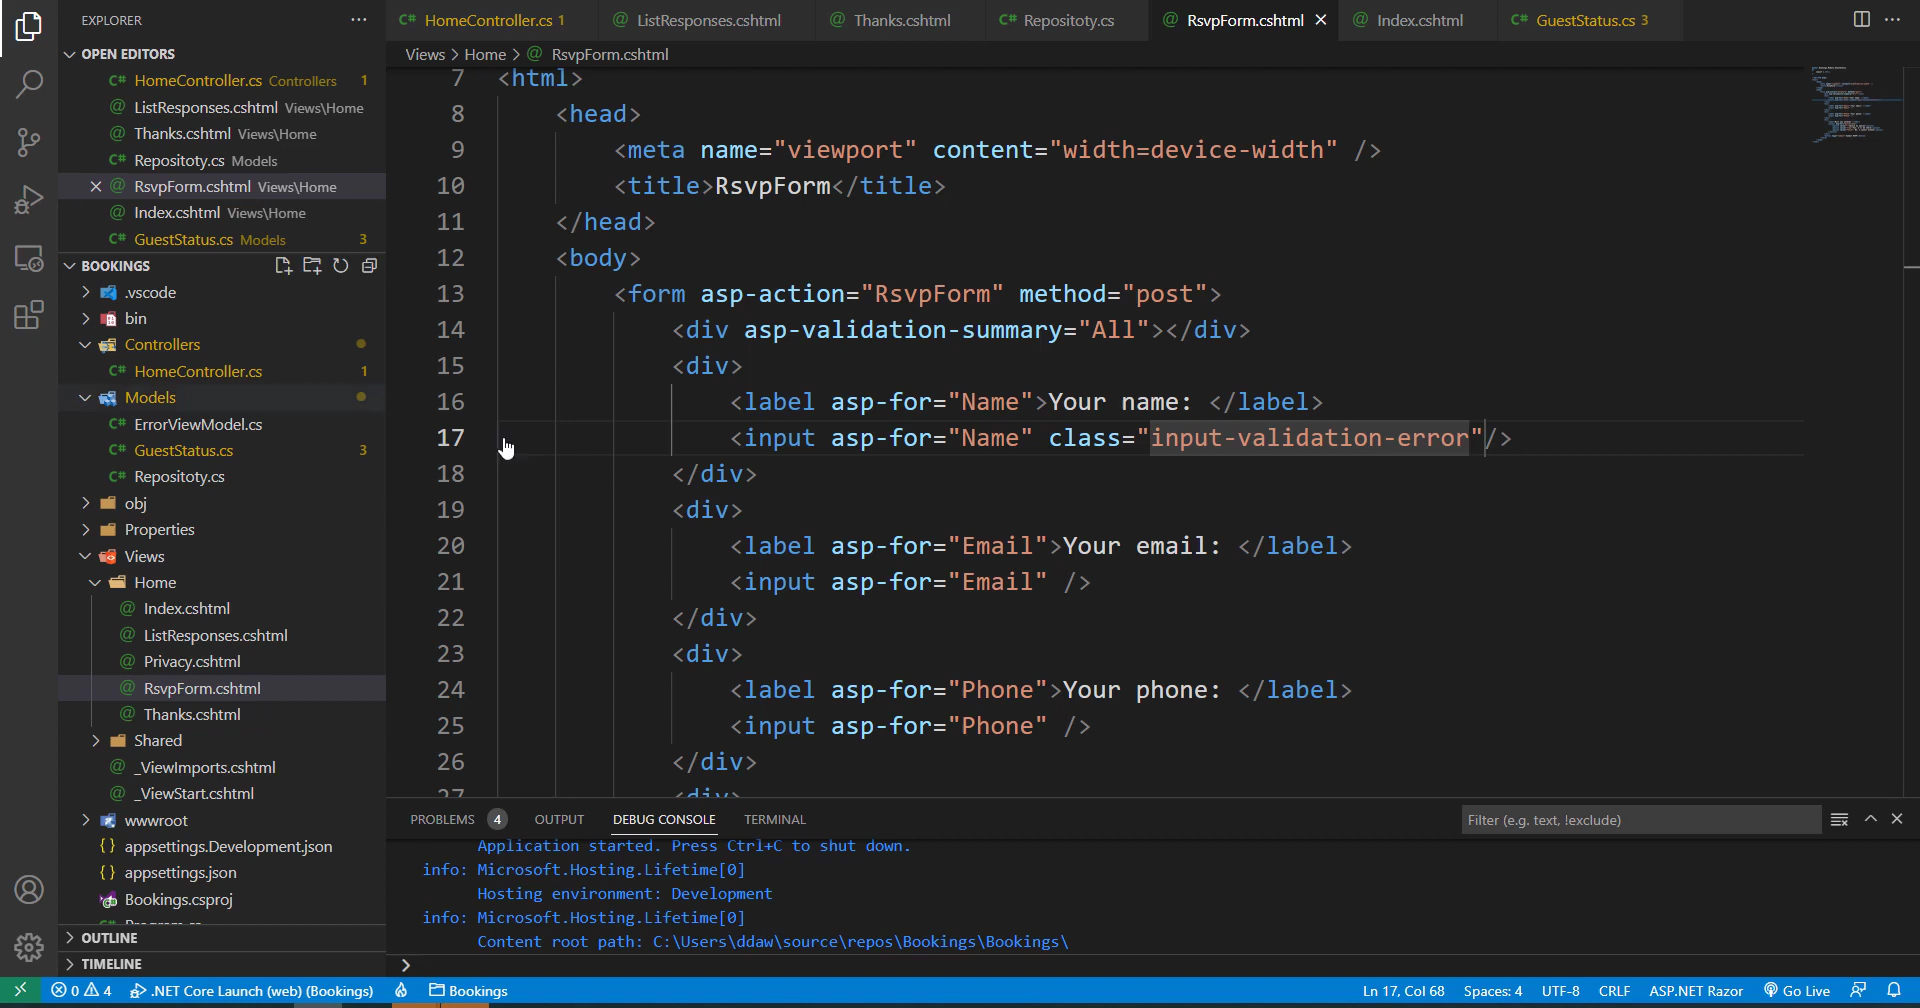 EXPLORER
OPEN EDITORS
C# HomeController.cs Controllers 1
@ ListResponses.cshtml Views\Home
@ Thanks.cshtml Views\Home
C# Repositoty.cs Models
@ RsvpForm.cshtml Views\Home
@ Index.cshtml Views\Home
C# GuestStatus.cs Models 3
BOOKINGS
.vscode
bin
Controllers
C# HomeController.cs 1
Models
C# ErrorViewModel.cs
C# GuestStatus.cs 3
C# Repositoty.cs
obj
Properties
Views
Home
@ Index.cshtml
@ ListResponses.cshtml
@ Privacy.cshtml
@ RsvpForm.cshtml
@ Thanks.cshtml
Shared
@ _ViewImports.cshtml
@ _ViewStart.cshtml
wwwroot
{} appsettings.Development.json
{} appsettings.json
Bookings.csproj
OUTLINE
TIMELINE
C# HomeController.cs 1 @ ListResponses.cshtml @ Thanks.cshtml C# Repositoty.cs @ RsvpForm.cshtml @ Index.cshtml C# GuestStatus.cs 3
Views > Home > @ RsvpForm.cshtml
7 <html>
8 <head>
9 <meta name="viewport" content="width=device-width" />
10 <title>RsvpForm</title>
11 </head>
12 <body>
13 <form asp-action="RsvpForm" method="post">
14 <div asp-validation-summary="All"></div>
15 <div>
16 <label asp-for="Name">Your name: </label>
17 <input asp-for="Name" class="input-validation-error"/>
18 </div>
19 <div>
20 <label asp-for="Email">Your email: </label>
21 <input asp-for="Email" />
22 </div>
23 <div>
24 <label asp-for="Phone">Your phone: </label>
25 <input asp-for="Phone" />
26 </div>
27 <div>
PROBLEMS 4 OUTPUT DEBUG CONSOLE TERMINAL Filter (e.g. text, !exclude)
Application started. Press Ctrl+C to shut down.
info: Microsoft.Hosting.Lifetime[0]
Hosting environment: Development
info: Microsoft.Hosting.Lifetime[0]
Content root path: C:\Users\ddaw\source\repos\Bookings\Bookings\
0 4 .NET Core Launch (web) (Bookings) Bookings Ln 17, Col 68 Spaces: 4 UTF-8 CRLF ASP.NET Razor Go Live